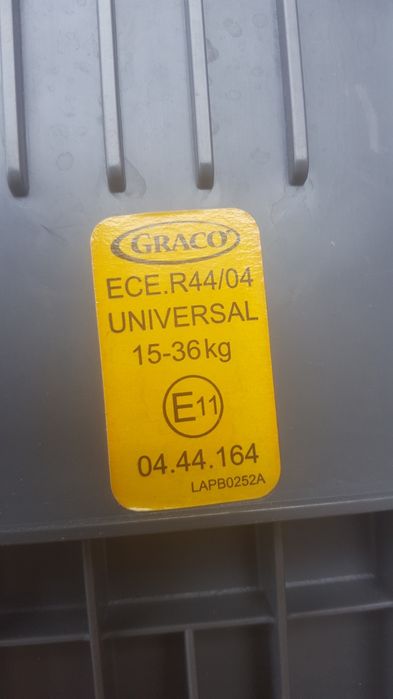 GRACO
ECE.R44/04
UNIVERSAL
15-36kg
E11
04.44.164
LAPB0252A